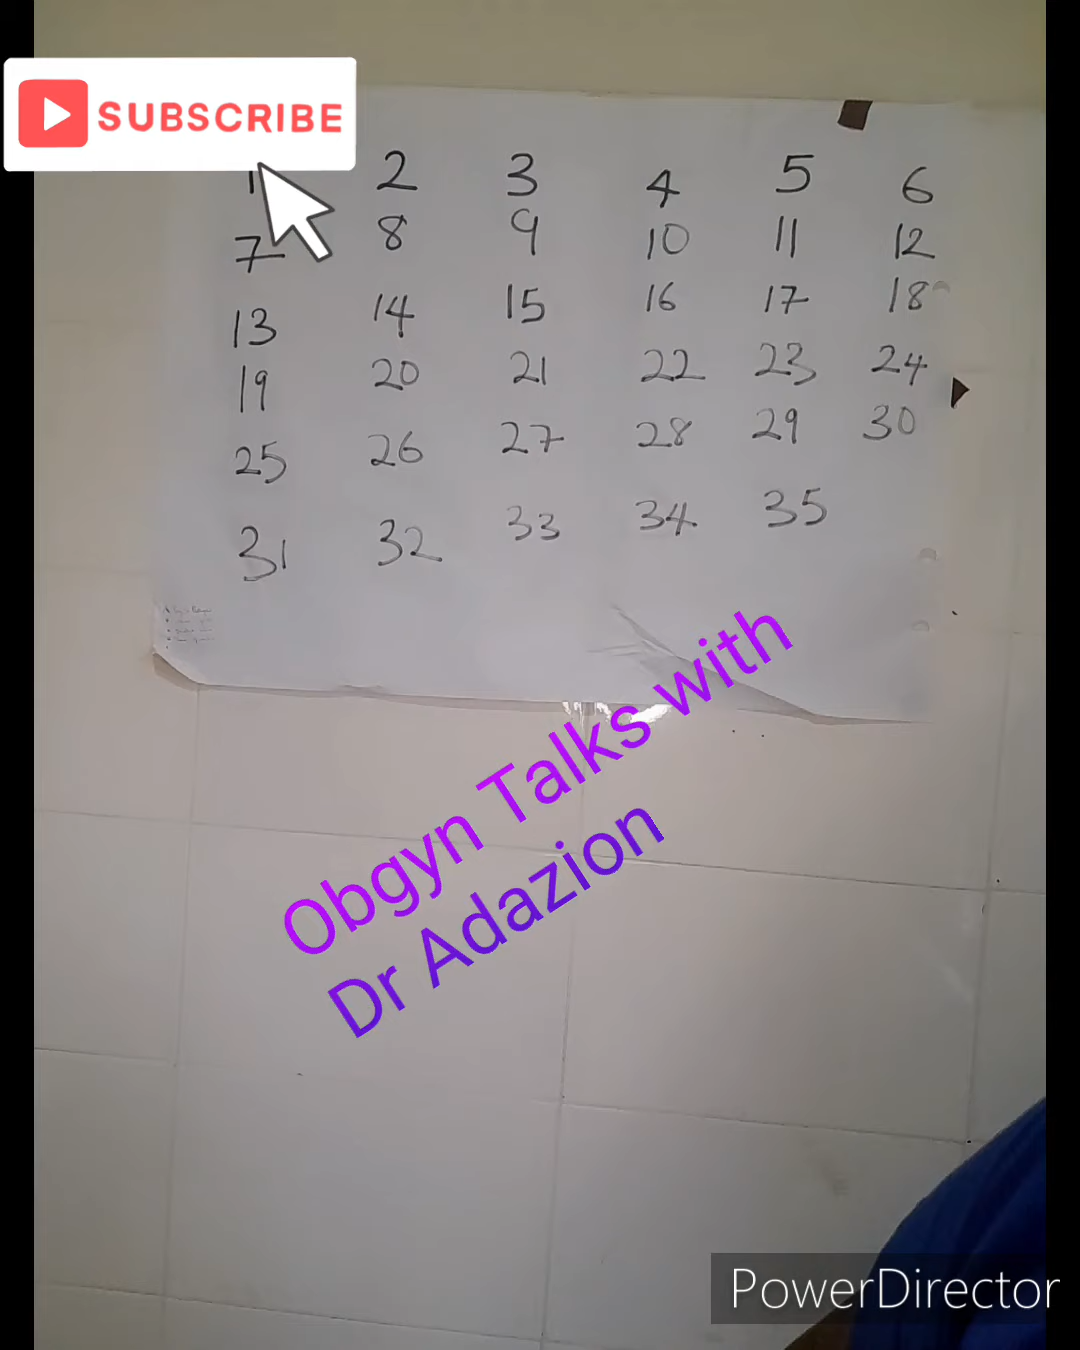 SUBSCRIBE
1 2 3 4 5 6
7 8 9 10 11 12
13 14 15 16 17 18
19 20 21 22 23 24
25 26 27 28 29 30
31 32 33 34 35
Obgyn Talks with
Dr Adazion
PowerDirector